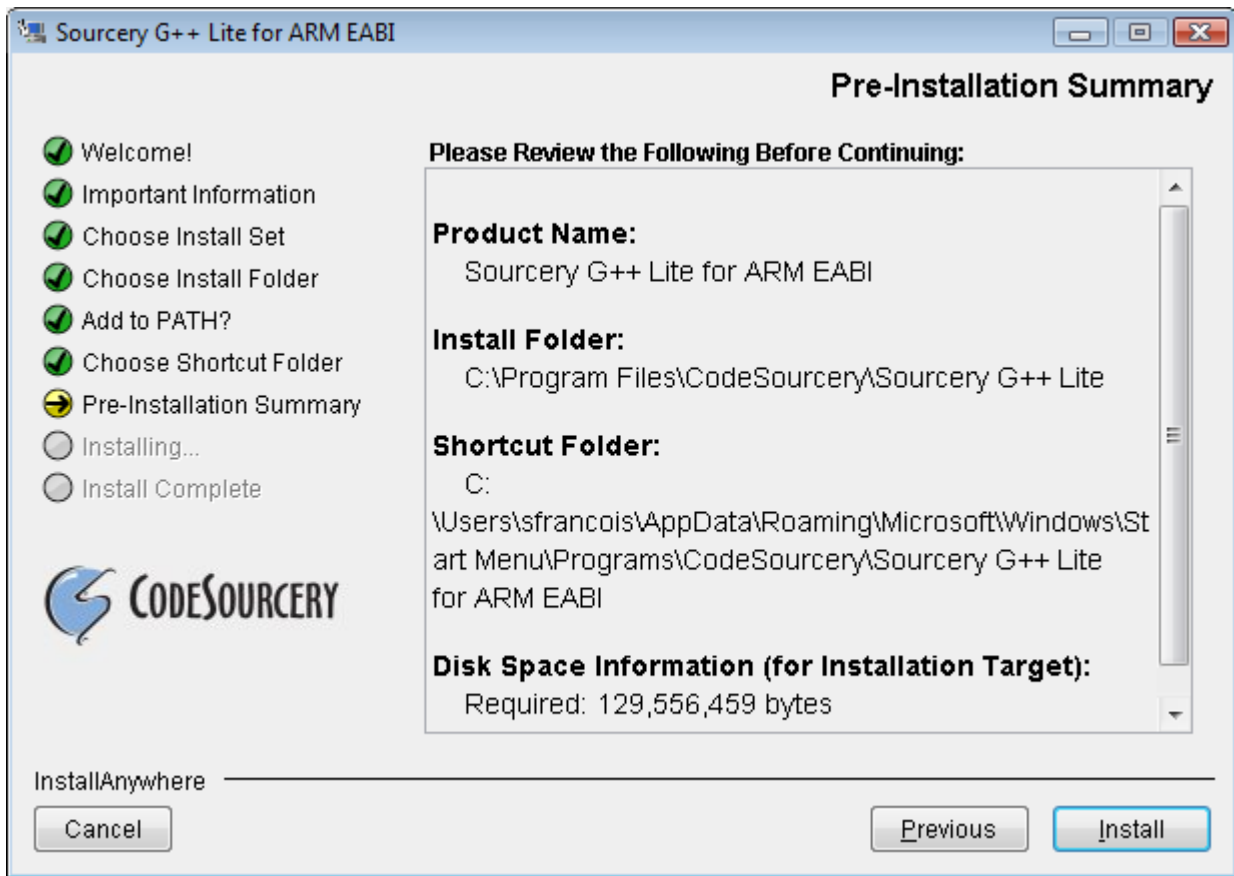 Sourcery G++ Lite for ARM EABI
Pre-Installation Summary
Welcome!
Important Information
Choose Install Set
Choose Install Folder
Add to PATH?
Choose Shortcut Folder
Pre-Installation Summary
Installing...
Install Complete
CODESOURCERY
Please Review the Following Before Continuing:
Product Name:
Sourcery G++ Lite for ARM EABI
Install Folder:
C:\Program Files\CodeSourcery\Sourcery G++ Lite
Shortcut Folder:
C:
\Users\sfrancois\AppData\Roaming\Microsoft\Windows\St
art Menu\Programs\CodeSourcery\Sourcery G++ Lite
for ARM EABI
Disk Space Information (for Installation Target):
Required: 129,556,459 bytes
InstallAnywhere
Cancel
Previous
Install